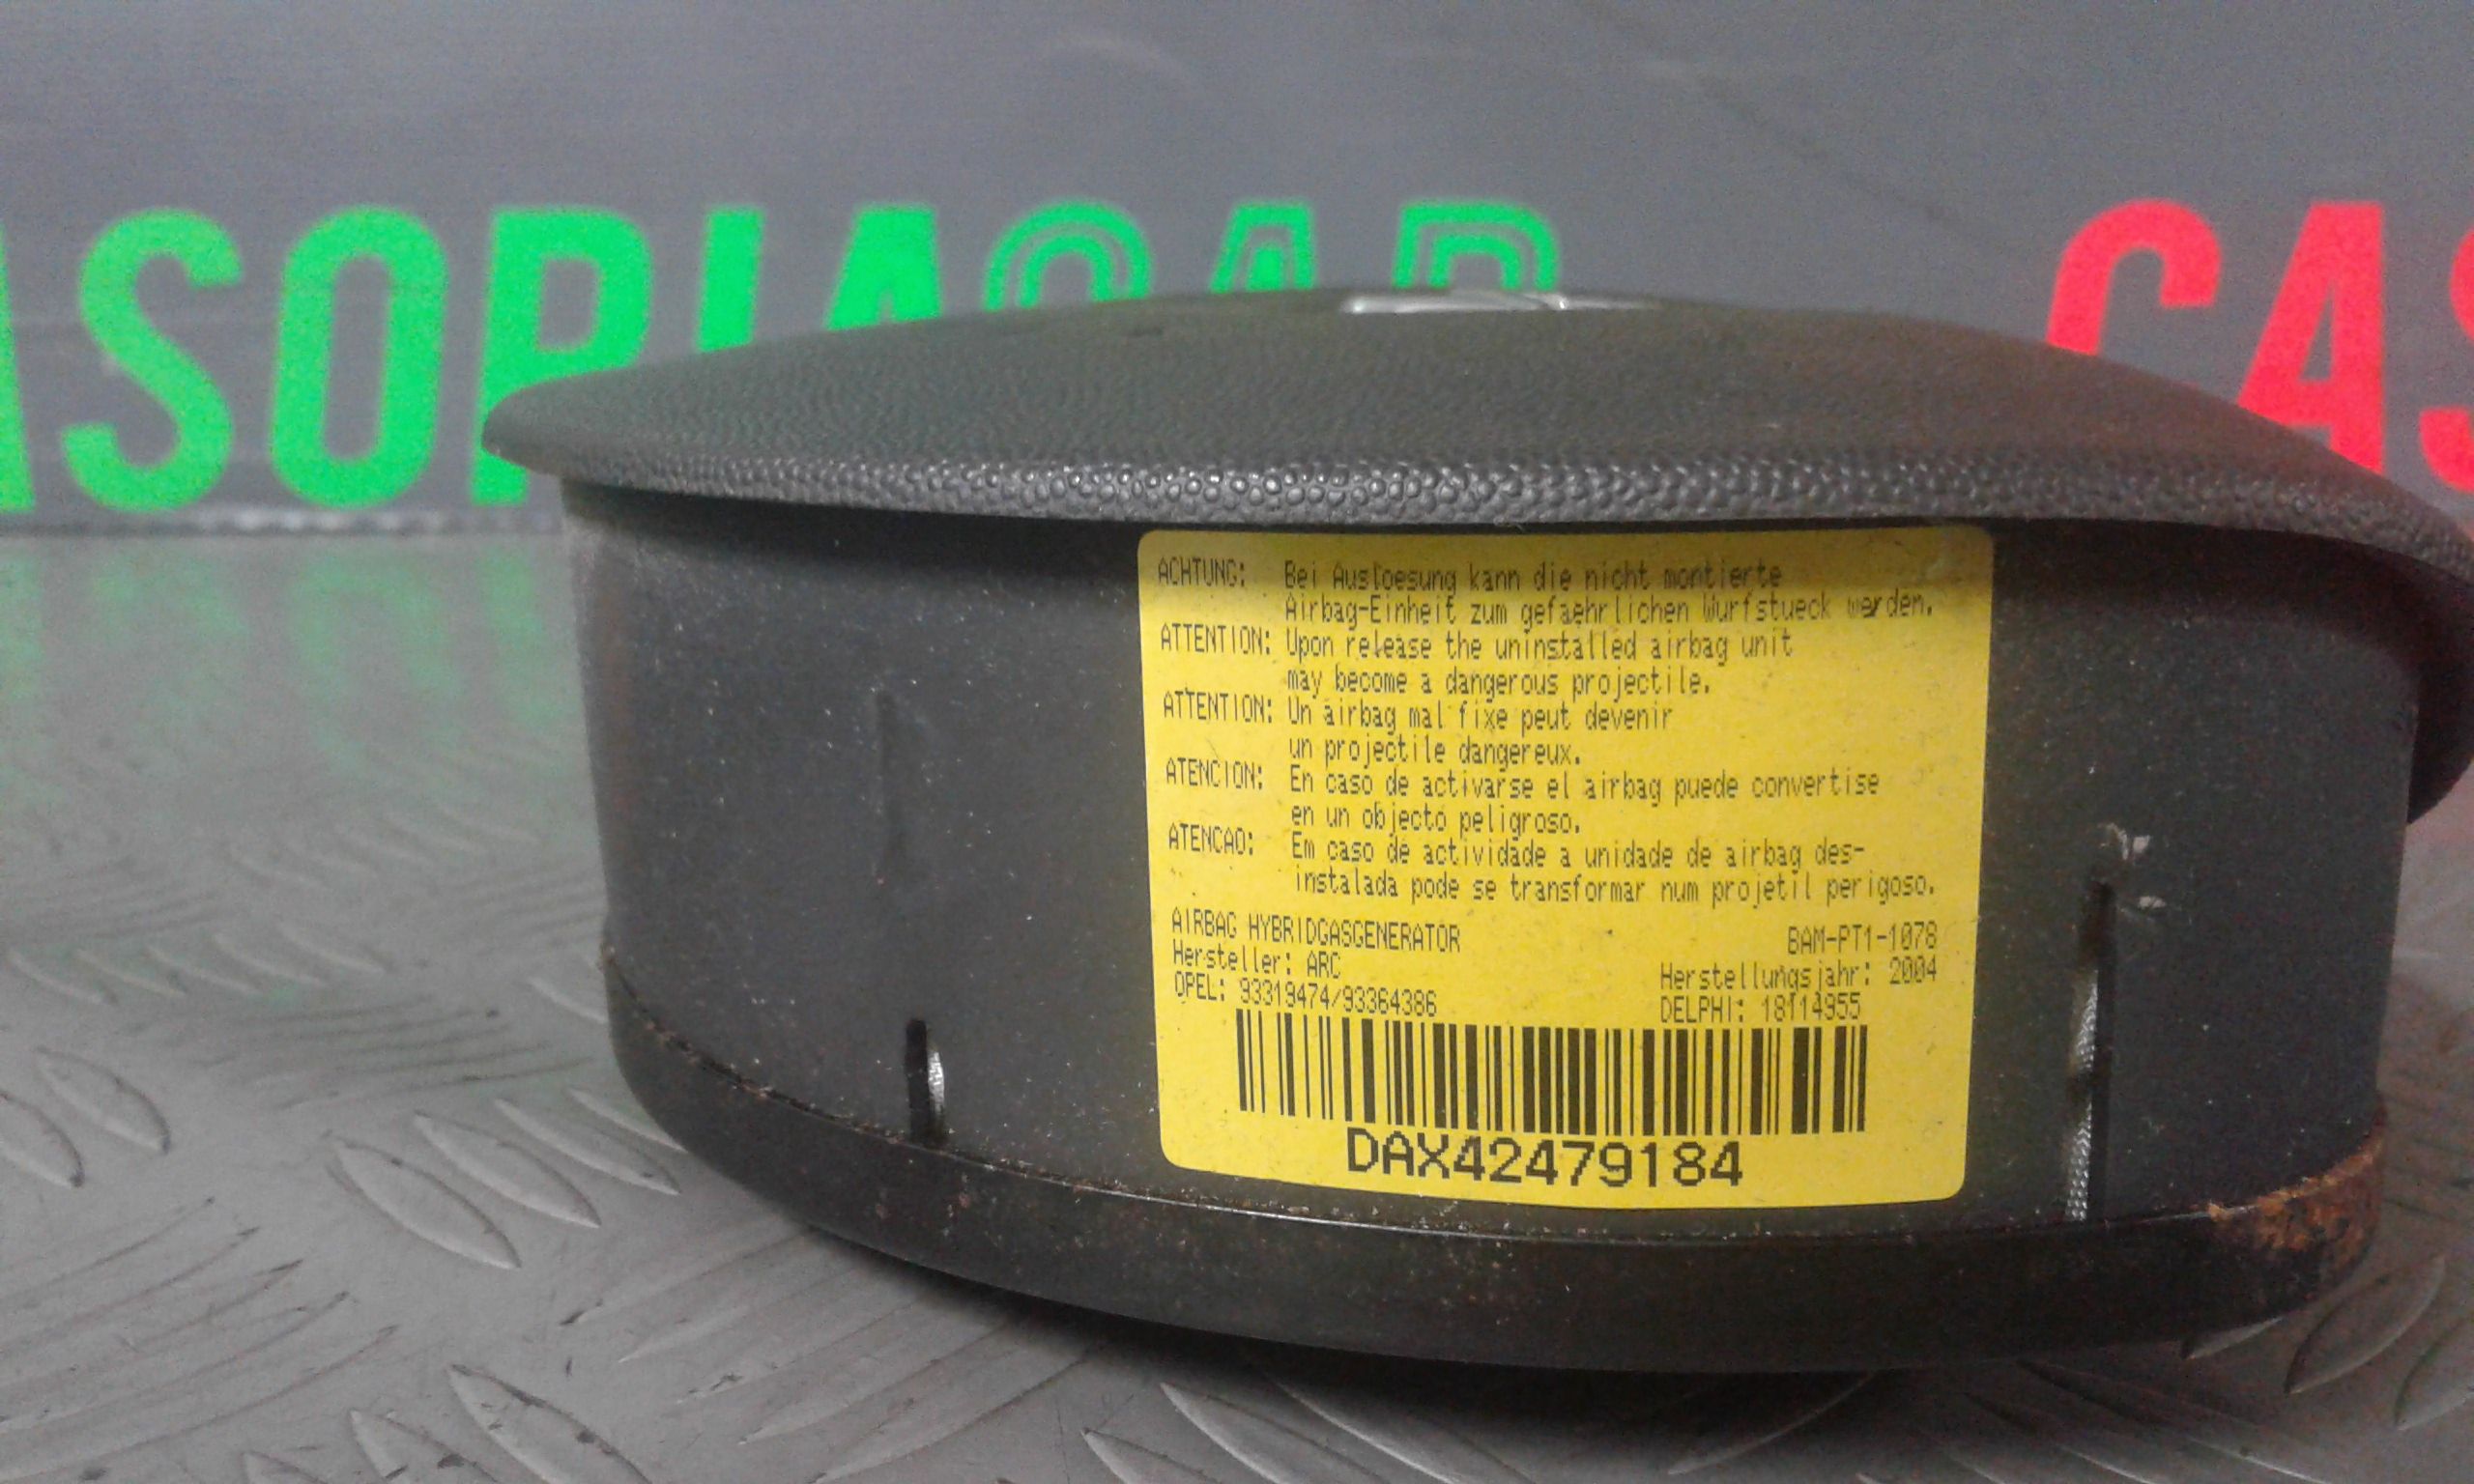 ASORIACAR
CAS
ACHTUNG: Bei Ausloesung kann die nicht montierte
Airbag-Einheit zum gefaehrlichen Wurfstueck werden.
ATTENTION: Upon release the uninstalled airbag unit
may become a dangerous projectile.
ATTENTION: Un airbag mal fixe peut devenir
un projectile dangereux.
ATENCION: En caso de activarse el airbag puede convertise
en un objecto peligroso.
ATENCAO: Em caso de actividade a unidade de airbag des-
instalada pode se transformar num projetil perigoso.
AIRBAG HYBRIDGASGENERATOR BAM-PT1-1078
Hersteller: ARC Herstellungsjahr: 2004
OPEL: 93319474/93364386 DELPHI: 18114955
DAX42479184